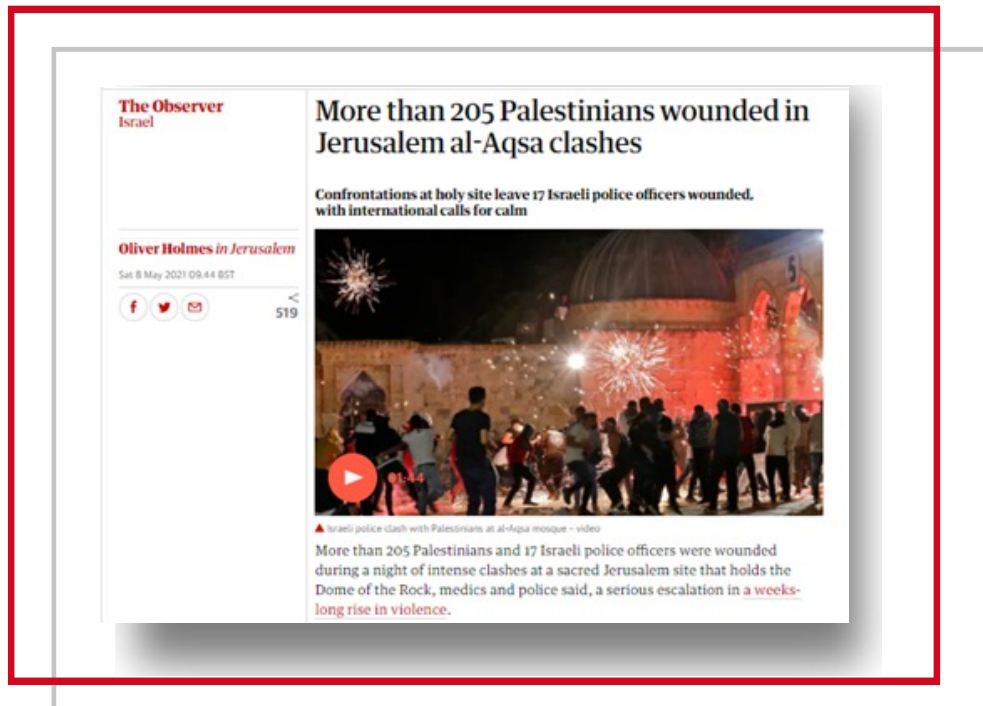 The Observer
Israel
More than 205 Palestinians wounded in
Jerusalem al-Aqsa clashes
Confrontations at holy site leave 17 Israeli police officers wounded,
with international calls for calm
Oliver Holmes in Jerusalem
Sat 8 May 2021 09.44 BST
519
5
01:44
Israeli police clash with Palestinians at al-Aqsa mosque – video
More than 205 Palestinians and 17 Israeli police officers were wounded
during a night of intense clashes at a sacred Jerusalem site that holds the
Dome of the Rock, medics and police said, a serious escalation in a weeks-
long rise in violence.